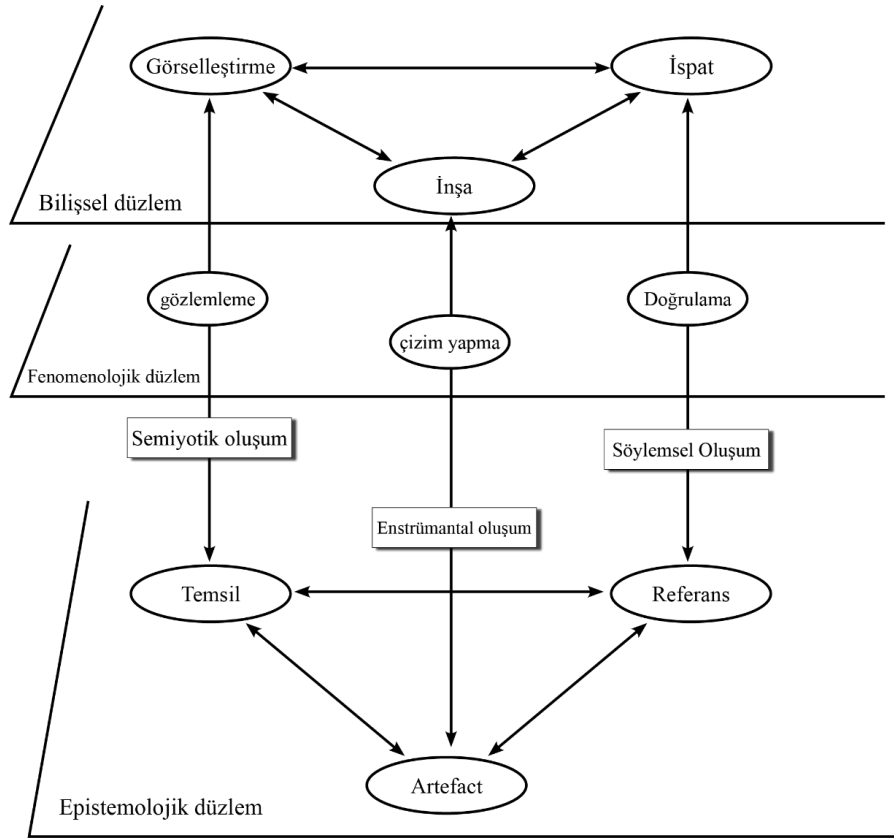 Görselleştirme
İspat
İnşa
Bilişsel düzlem
gözlemleme
Doğrulama
çizim yapma
Fenomenolojik düzlem
Semiyotik oluşum
Söylemsel Oluşum
Enstrümantal oluşum
Temsil
Referans
Artefact
Epistemolojik düzlem